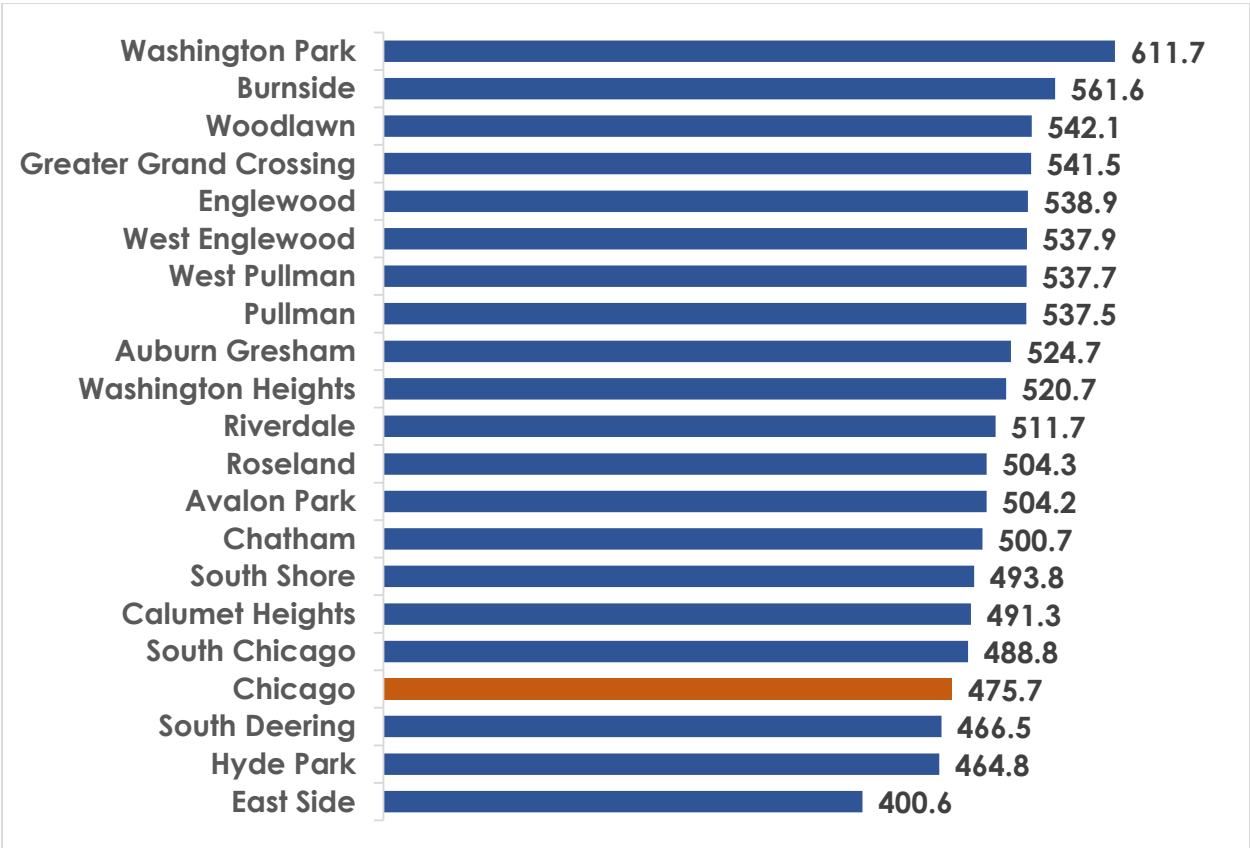 Washington Park 611.7
Burnside 561.6
Woodlawn 542.1
Greater Grand Crossing 541.5
Englewood 538.9
West Englewood 537.9
West Pullman 537.7
Pullman 537.5
Auburn Gresham 524.7
Washington Heights 520.7
Riverdale 511.7
Roseland 504.3
Avalon Park 504.2
Chatham 500.7
South Shore 493.8
Calumet Heights 491.3
South Chicago 488.8
Chicago 475.7
South Deering 466.5
Hyde Park 464.8
East Side 400.6